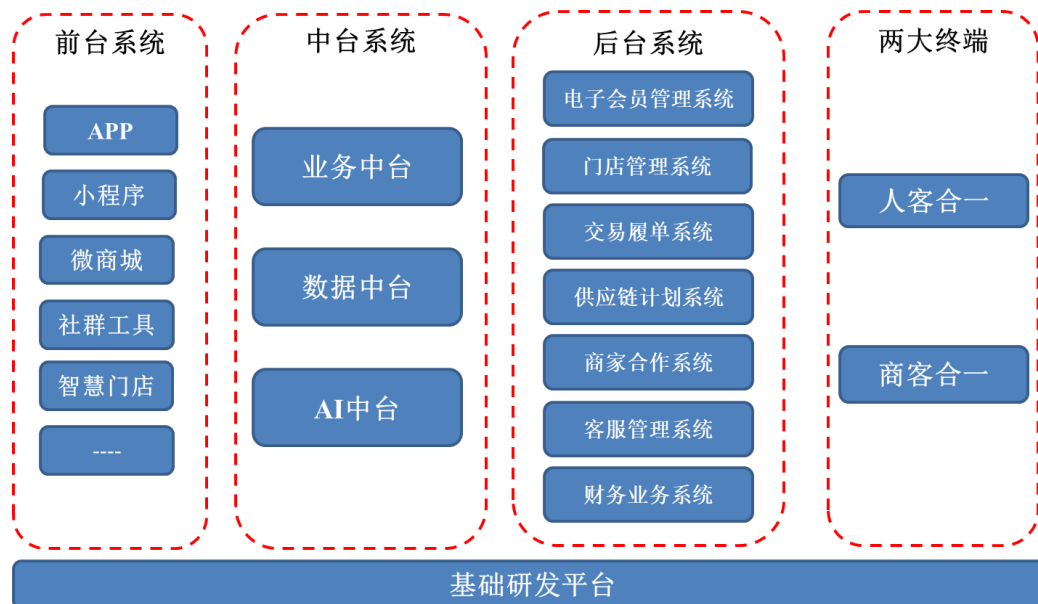 前台系统
APP
小程序
微商城
社群工具
智慧门店
----
中台系统
业务中台
数据中台
AI中台
后台系统
电子会员管理系统
门店管理系统
交易履单系统
供应链计划系统
商家合作系统
客服管理系统
财务业务系统
两大终端
人客合一
商客合一
基础研发平台